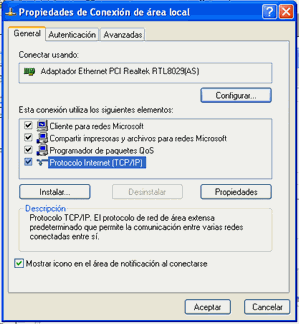 Propiedades de Conexión de área local
General
Autenticación
Avanzadas
Conectar usando:
Adaptador Ethernet PCI Realtek RTL8029(AS)
Configurar...
Esta conexión utiliza los siguientes elementos:
Cliente para redes Microsoft
Compartir impresoras y archivos para redes Microsoft
Programador de paquetes QoS
Protocolo Internet (TCP/IP)
Instalar...
Desinstalar
Propiedades
Descripción
Protocolo TCP/IP. El protocolo de red de área extensa
predeterminado que permite la comunicación entre varias redes
conectadas entre sí.
Mostrar icono en el área de notificación al conectarse
Aceptar
Cancelar